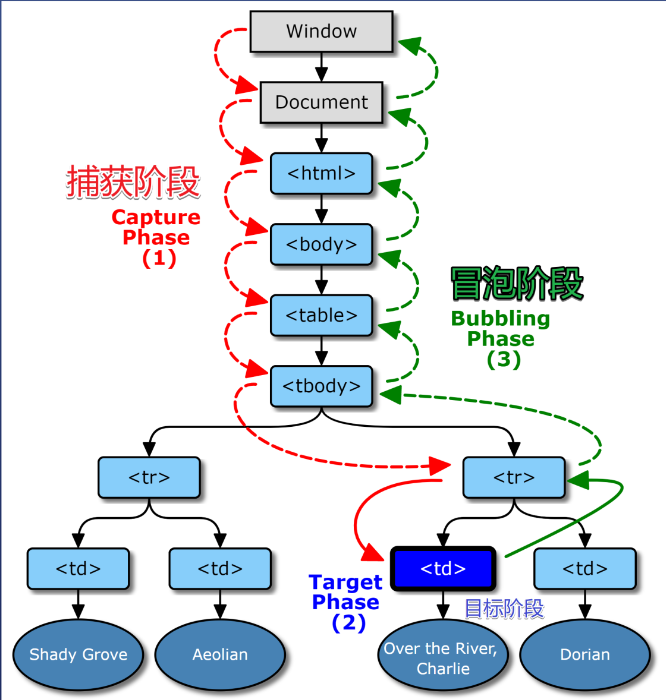 Window
Document
<html>
捕获阶段
Capture
Phase
(1)
<body>
冒泡阶段
<table>
Bubbling
Phase
(3)
<tbody>
<tr>
<tr>
<td>
<td>
<td>
<td>
Target
Phase
(2)
目标阶段
Shady Grove
Aeolian
Over the River,
Charlie
Dorian